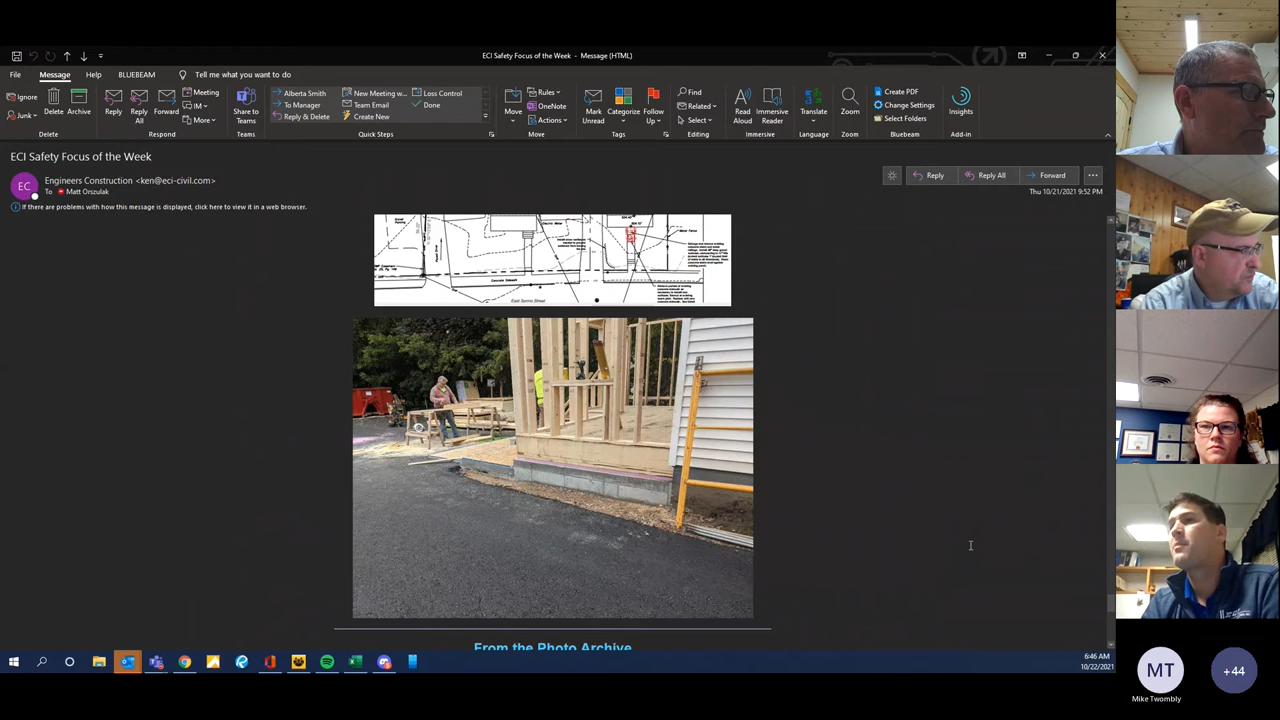 ECI Safety Focus of the Week - Message (HTML)
File Message Help BLUEBEAM Tell me what you want to do
Ignore
Junk
Delete
Archive
Reply
Reply All
Forward
Meeting
IM
More
Share to Teams
Alberta Smith
To Manager
Reply & Delete
New Meeting w...
Team Email
Create New
Loss Control
Done
Move
Rules
OneNote
Actions
Mark Unread
Categorize
Follow Up
Find
Related
Select
Read Aloud
Immersive Reader
Translate
Zoom
Create PDF
Change Settings
Select Folders
Insights
Delete Respond Teams Quick Steps Move Tags Editing Immersive Language Zoom Bluebeam Add-in
ECI Safety Focus of the Week
EC
Engineers Construction <ken@eci-civil.com>
To Matt Orszulak
If there are problems with how this message is displayed, click here to view it in a web browser.
Reply Reply All Forward
Thu 10/21/2021 9:52 PM
Concrete Sidewalk
East Spring Street
From the Photo Archive
6:46 AM
10/22/2021
MT
Mike Twombly
+44